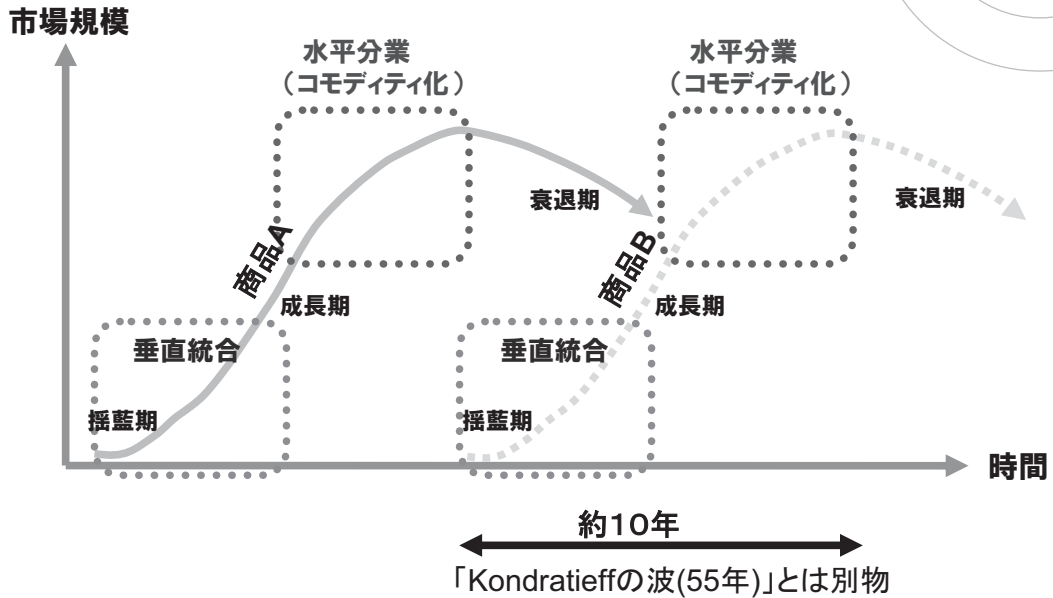 市場規模
水平分業
（コモディティ化）
水平分業
（コモディティ化）
衰退期
衰退期
商品A
商品B
成長期
成長期
垂直統合
垂直統合
揺藍期
揺藍期
時間
約10年
「Kondratieffの波(55年)」とは別物